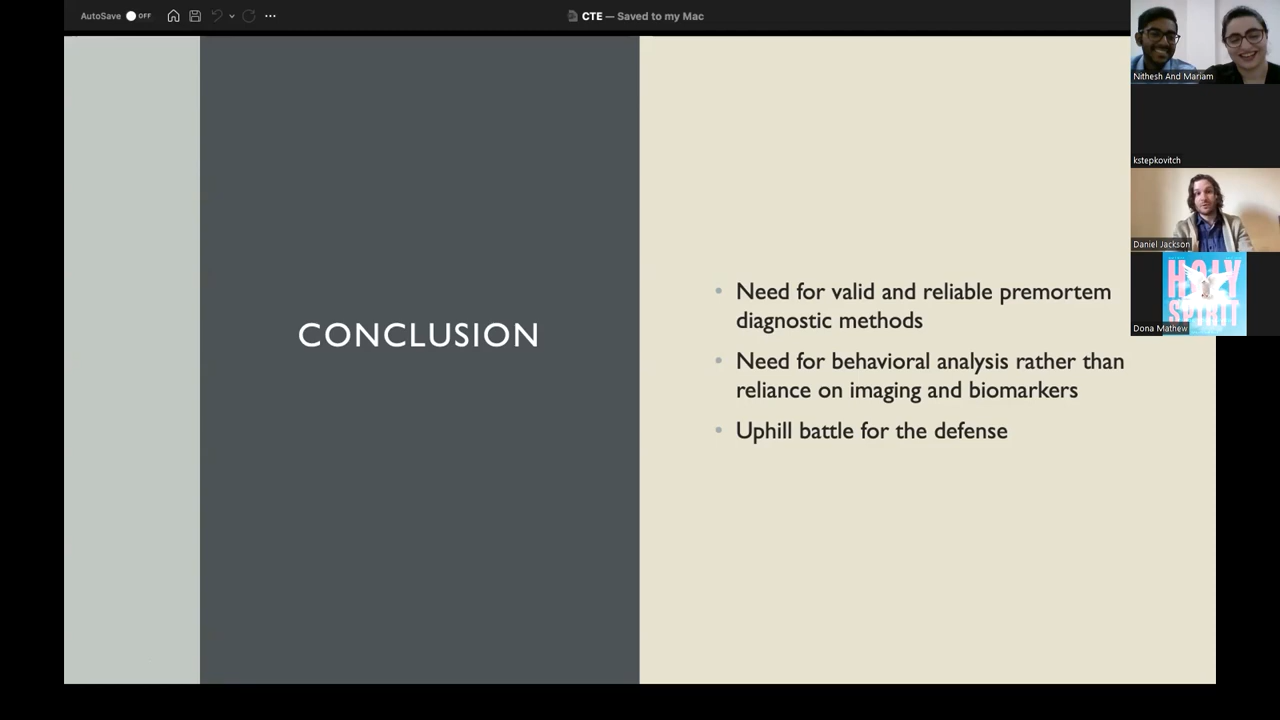 AutoSave OFF
CTE — Saved to my Mac
CONCLUSION
• Need for valid and reliable premortem
diagnostic methods
• Need for behavioral analysis rather than
reliance on imaging and biomarkers
• Uphill battle for the defense
Nithesh And Mariam
kstepkovitch
Daniel Jackson
HOLY
SPIRIT
Dona Mathew